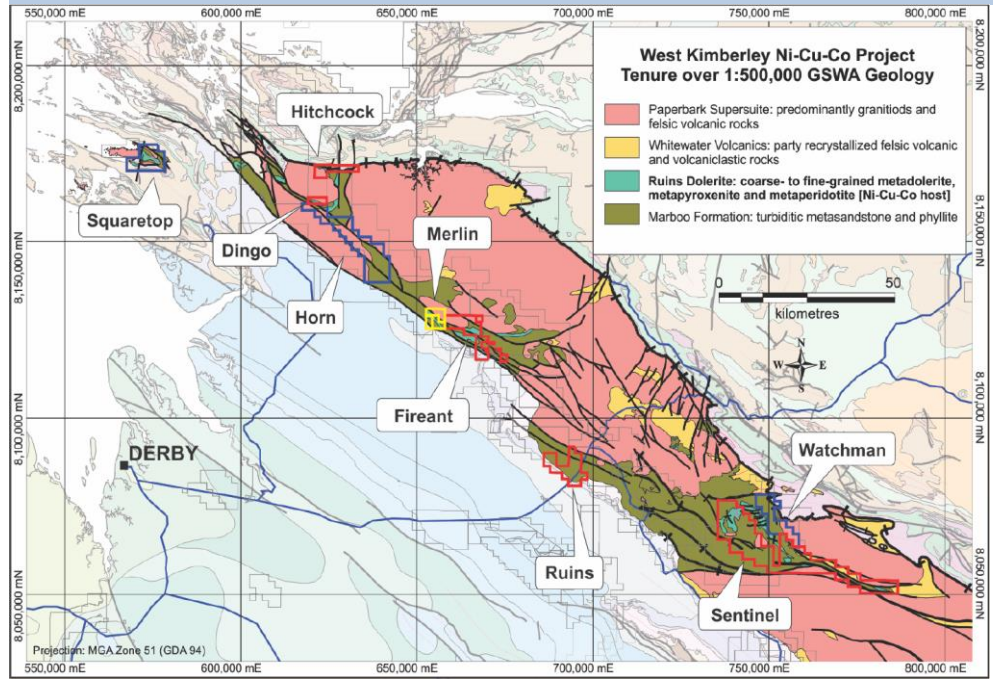 550,000 mE 600,000 mE 650,000 mE 700,000 mE 750,000 mE 800,000 mE
8,200,000 mN
8,200,000 mN
West Kimberley Ni-Cu-Co Project
Tenure over 1:500,000 GSWA Geology
Paperbark Supersuite: predominantly granitiods and
felsic volcanic rocks
Whitewater Volcanics: party recrystallized felsic volcanic
and volcaniclastic rocks
Ruins Dolerite: coarse- to fine-grained metadolerite,
metapyroxenite and metaperidotite [Ni-Cu-Co host]
Marboo Formation: turbiditic metasandstone and phyllite
Hitchcock
Squaretop
Dingo
Merlin
Horn
8,150,000 mN
8,150,000 mN
0 50
kilometres
N
W E
S
Fireant
8,100,000 mN
8,100,000 mN
DERBY
Watchman
Ruins
Sentinel
8,050,000 mN
8,050,000 mN
Projection: MGA Zone 51 (GDA 94)
550,000 mE 600,000 mE 650,000 mE 700,000 mE 750,000 mE 800,000 mE